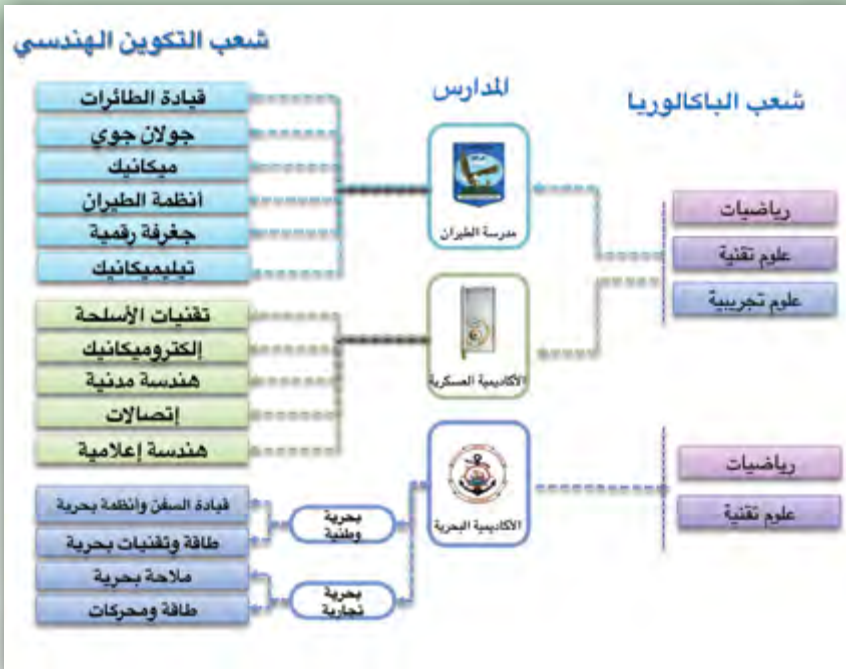 شعب التكوين الهندسي
المدارس
شعب الباكالوريا
رياضيات
علوم تقنية
علوم تجريبية
مدرسة الطيران
قيادة الطائرات
جولان جوي
ميكانيك
أنظمة الطيران
جغرفة رقمية
تيليميكانيك
الأكاديمية العسكرية
تقنيات الأسلحة
إلكتروميكانيك
هندسة مدنية
إتصالات
هندسة إعلامية
رياضيات
علوم تقنية
الأكاديمية البحرية
بحرية
وطنية
قيادة السفن وأنظمة بحرية
طاقة وتقنيات بحرية
بحرية
تجارية
ملاحة بحرية
طاقة ومحركات